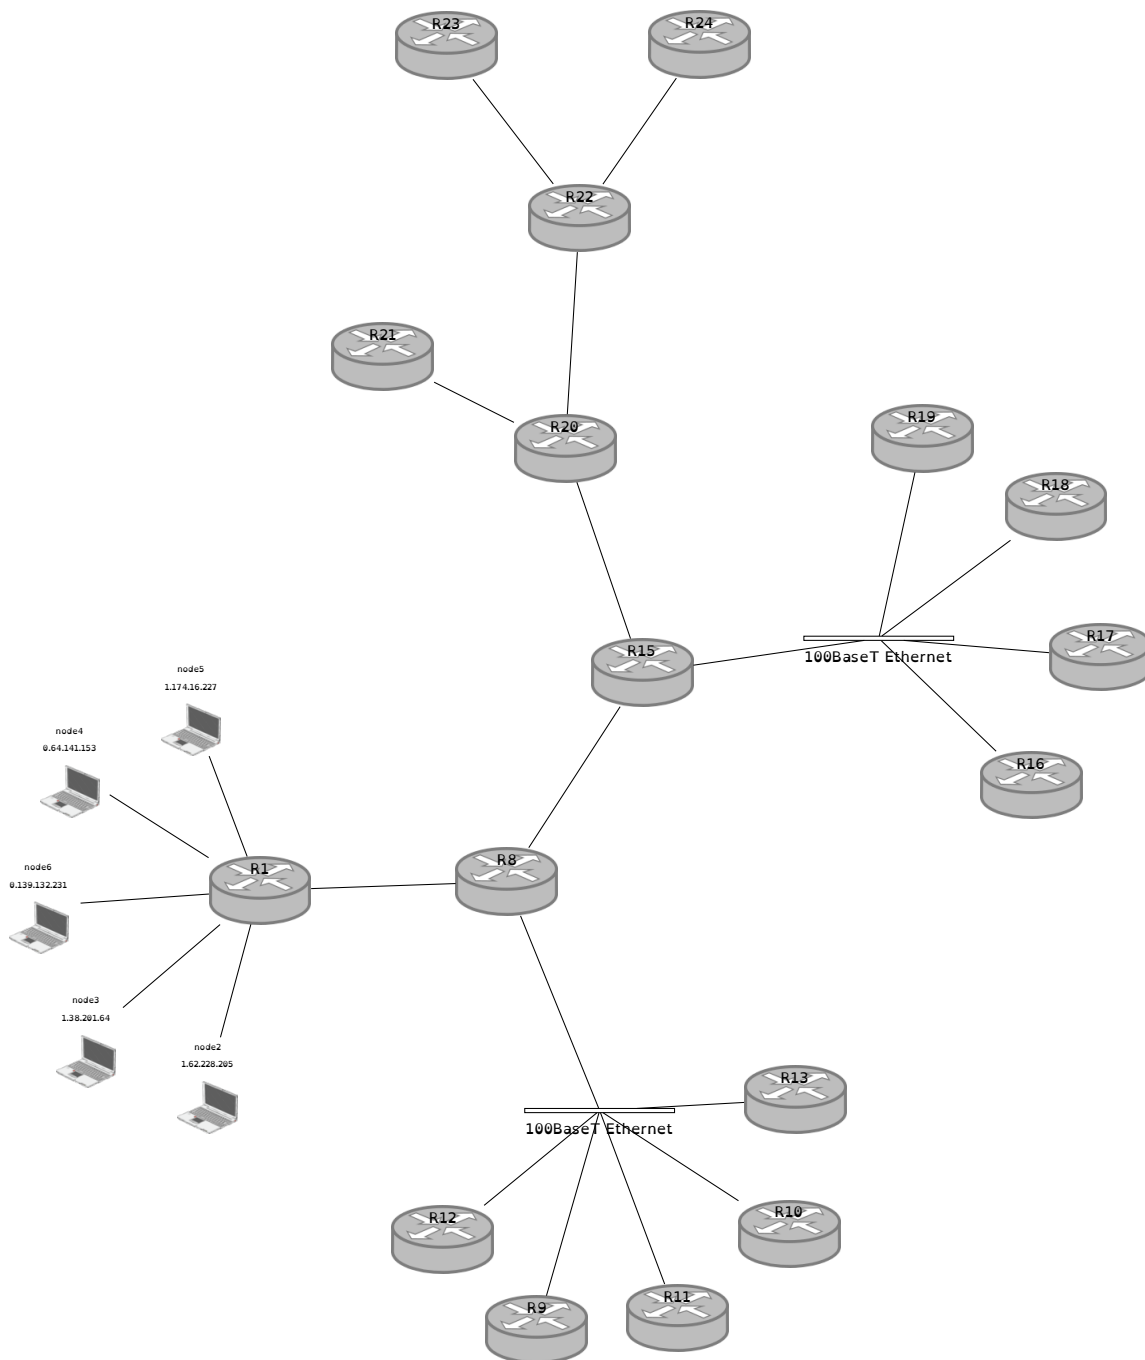 R23
R24
R22
R21
R20
R19
R18
R17
R15
100BaseT Ethernet
node5
1.174.16.227
node4
0.64.141.153
R16
R8
node6
0.139.132.231
R1
node3
1.38.201.64
node2
1.62.228.205
R13
100BaseT Ethernet
R12
R10
R9
R11